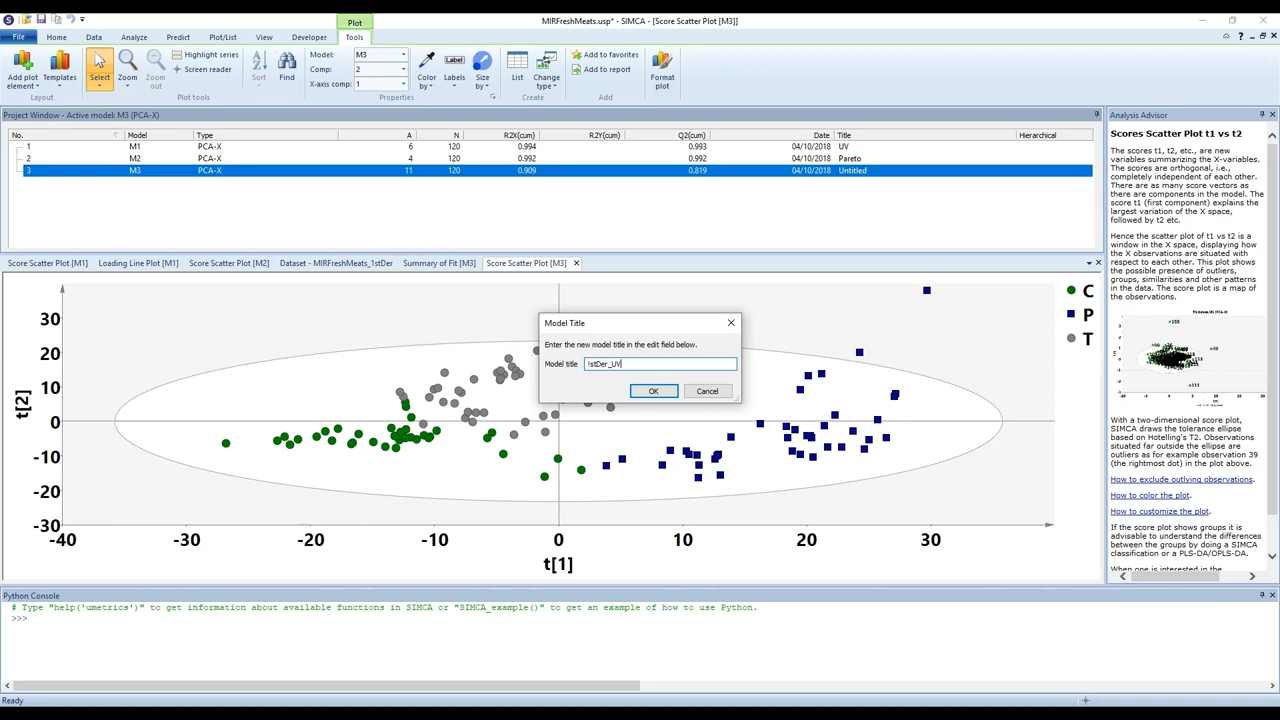 Plot
MIRFreshMeats.usp* - SIMCA - [Score Scatter Plot [M3]]
File Home Data Analyze Predict Plot/List View Developer Tools
Add plot element Templates Select Zoom Zoom out Highlight series Screen reader Sort Find
Layout Plot tools
Model: M3
Comp: 2
X-axis comp: 1
Color by Labels Size by
Label
Properties
List Change type
Create
Add to favorites
Add to report
Add
Format plot
Project Window - Active model: M3 (PCA-X)
No. Model Type A N R2X(cum) R2Y(cum) Q2(cum) Date Title Hierarchical
1 M1 PCA-X 6 120 0.994 0.993 04/10/2018 UV
2 M2 PCA-X 4 120 0.992 0.992 04/10/2018 Pareto
3 M3 PCA-X 11 120 0.909 0.819 04/10/2018 Untitled
Score Scatter Plot [M1] Loading Line Plot [M1] Score Scatter Plot [M2] Dataset - MIRFreshMeats_1stDer Summary of Fit [M3] Score Scatter Plot [M3]
30
20
10
0
-10
-20
-30
t[2]
-40 -30 -20 -10 0 10 20 30
t[1]
C
P
T
Model Title
Enter the new model title in the edit field below.
Model title !stDer_UV
OK Cancel
Analysis Advisor
Scores Scatter Plot t1 vs t2
The scores t1, t2, etc., are new
variables summarizing the X-variables.
The scores are orthogonal, i.e.,
completely independent of each other.
There are as many score vectors as
there are components in the model. The
score t1 (first component) explains the
largest variation of the X space,
followed by t2 etc.
Hence the scatter plot of t1 vs t2 is a
window in the X space, displaying how
the X observations are situated with
respect to each other. This plot shows
the possible presence of outliers,
groups, similarities and other patterns
in the data. The score plot is a map of
the observations.
With a two-dimensional score plot,
SIMCA draws the tolerance ellipse
based on Hotelling's T2. Observations
situated far outside the ellipse are
outliers as for example observation 39
(the rightmost dot) in the plot above.
How to exclude outlying observations.
How to color the plot.
How to customize the plot.
If the score plot shows groups it is
advisable to understand the differences
between the groups by doing a SIMCA
classification or a PLS-DA/OPLS-DA.
When one is interested in the
Python Console
# Type "help('umetrics')" to get information about available functions in SIMCA or "SIMCA_example()" to get an example of how to use Python.
>>>
Ready